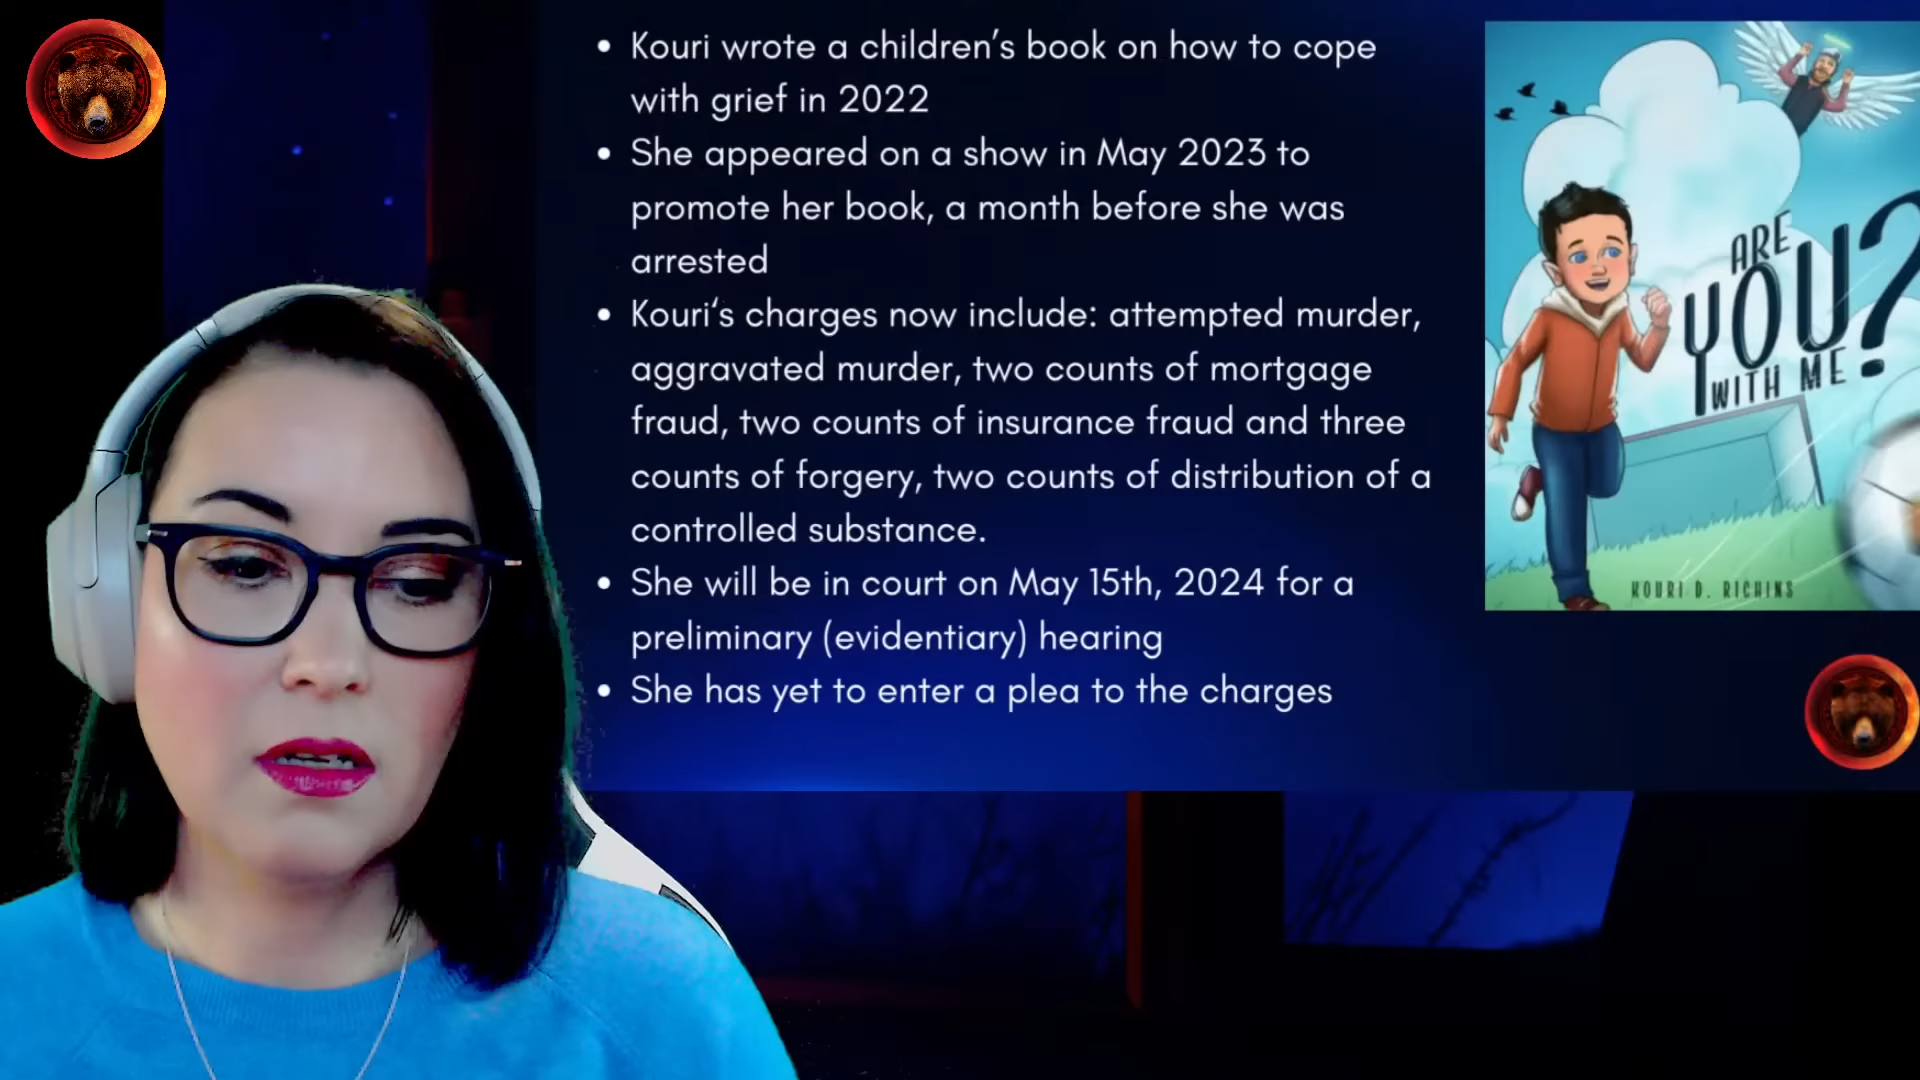 • Kouri wrote a children’s book on how to cope
with grief in 2022
• She appeared on a show in May 2023 to
promote her book, a month before she was
arrested
• Kouri‘s charges now include: attempted murder,
aggravated murder, two counts of mortgage
fraud, two counts of insurance fraud and three
counts of forgery, two counts of distribution of a
controlled substance.
• She will be in court on May 15th, 2024 for a
preliminary (evidentiary) hearing
• She has yet to enter a plea to the charges
ARE
YOU?
WITH ME
KOURI D. RICHINS